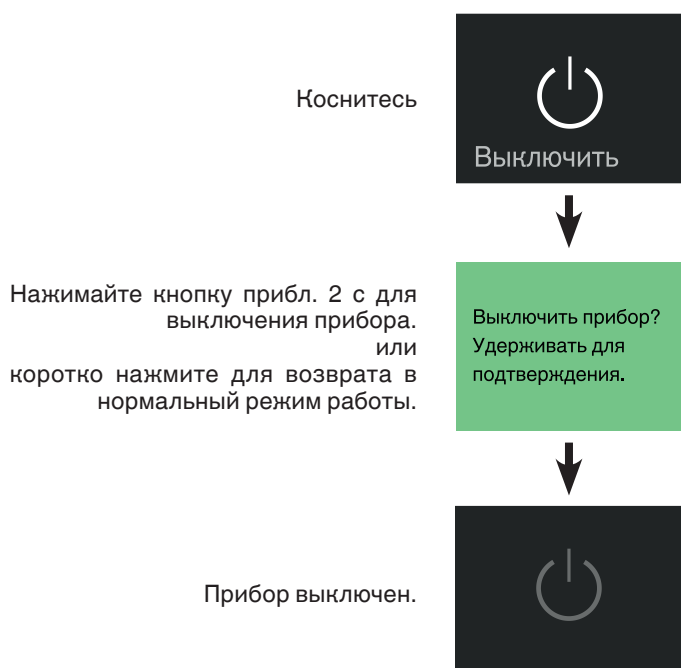 Коснитесь
Выключить
Нажимайте кнопку прибл. 2 с для
выключения прибора.
или
коротко нажмите для возврата в
нормальный режим работы.
Выключить прибор?
Удерживать для
подтверждения.
Прибор выключен.